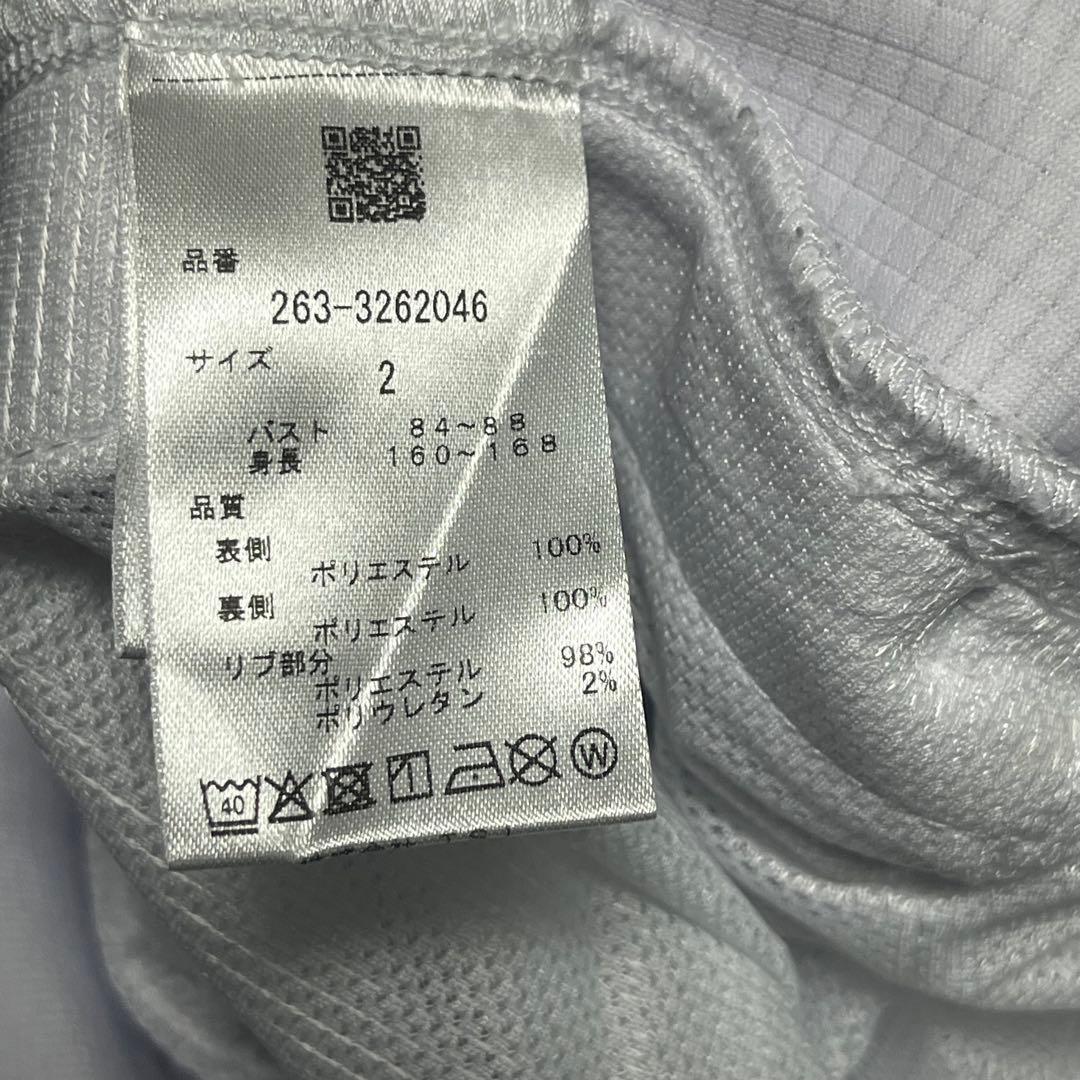 品番
263-3262046
サイズ
2
バスト 84~88
身長 160~168
品質
表側
ポリエステル 100%
裏側
ポリエステル 100%
リブ部分
ポリエステル 98%
ポリウレタン 2%
40
W